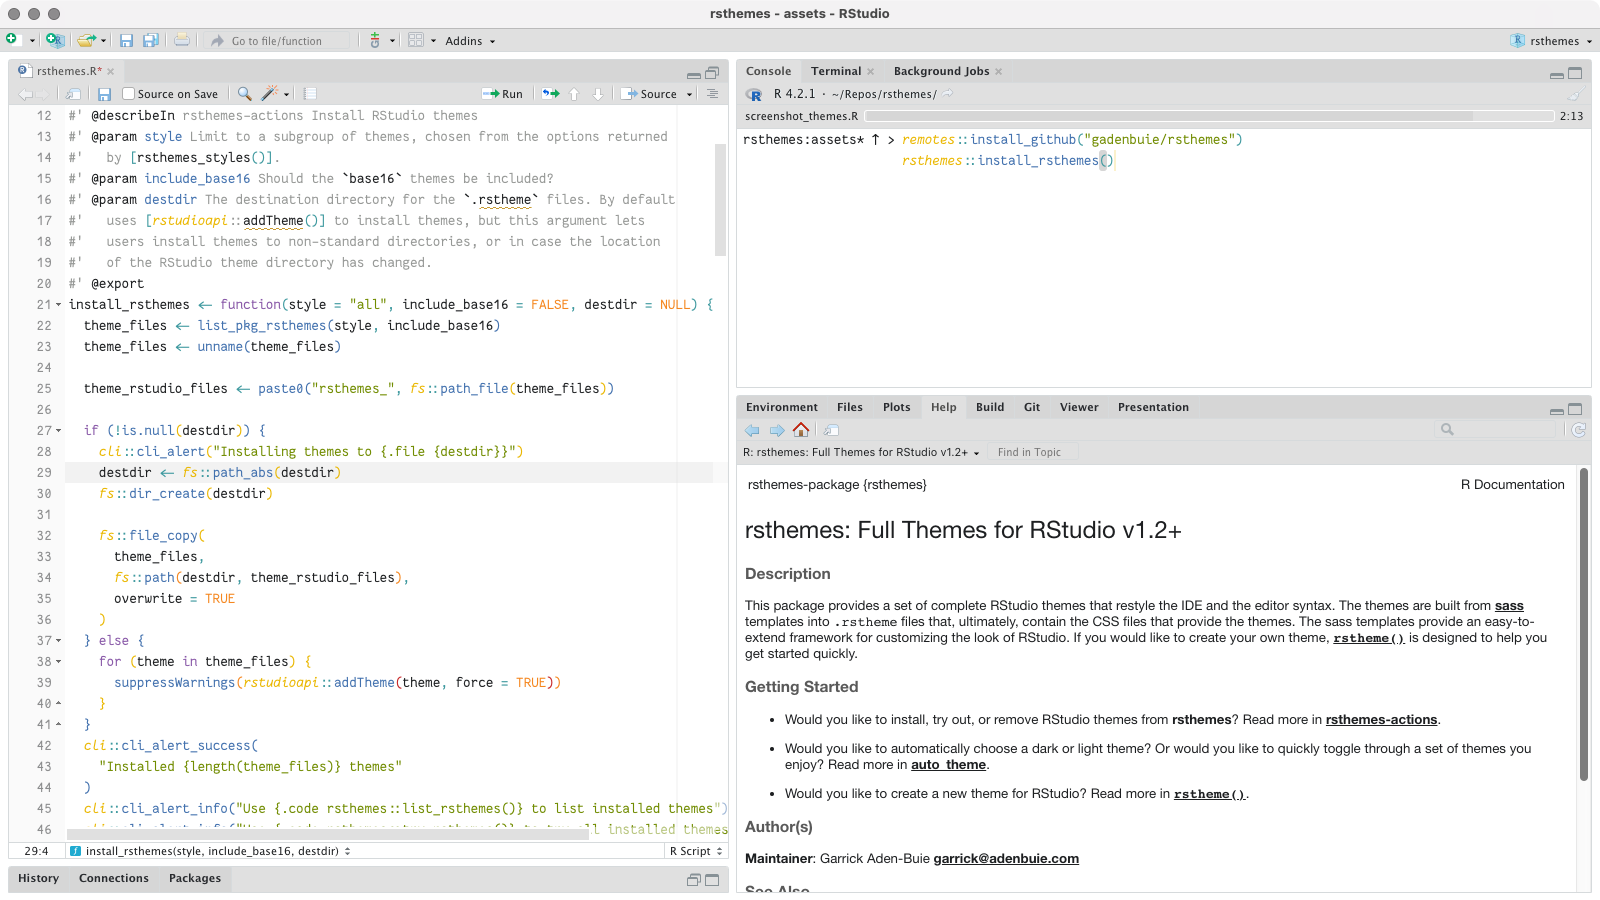 rsthemes - assets - RStudio
Go to file/function
Addins
rsthemes
rsthemes.R*
Source on Save
Run
Source
12 #' @describeIn rsthemes-actions Install RStudio themes
13 #' @param style Limit to a subgroup of themes, chosen from the options returned
14 #'   by [rsthemes_styles()].
15 #' @param include_base16 Should the `base16` themes be included?
16 #' @param destdir The destination directory for the `.rstheme` files. By default
17 #'   uses [rstudioapi::addTheme()] to install themes, but this argument lets
18 #'   users install themes to non-standard directories, or in case the location
19 #'   of the RStudio theme directory has changed.
20 #' @export
21 install_rsthemes <- function(style = "all", include_base16 = FALSE, destdir = NULL) {
22   theme_files <- list_pkg_rsthemes(style, include_base16)
23   theme_files <- unname(theme_files)
24
25   theme_rstudio_files <- paste0("rsthemes_", fs::path_file(theme_files))
26
27   if (!is.null(destdir)) {
28     cli::cli_alert("Installing themes to {.file {destdir}}")
29     destdir <- fs::path_abs(destdir)
30     fs::dir_create(destdir)
31
32     fs::file_copy(
33       theme_files,
34       fs::path(destdir, theme_rstudio_files),
35       overwrite = TRUE
36     )
37   } else {
38     for (theme in theme_files) {
39       suppressWarnings(rstudioapi::addTheme(theme, force = TRUE))
40     }
41   }
42   cli::cli_alert_success(
43     "Installed {length(theme_files)} themes"
44   )
45   cli::cli_alert_info("Use {.code rsthemes::list_rsthemes()} to list installed themes")
46 installed themes
29:4 install_rsthemes(style, include_base16, destdir) R Script
History Connections Packages
Console Terminal Background Jobs
R 4.2.1 · ~/Repos/rsthemes/
screenshot_themes.R 2:13
rsthemes:assets* ↑ > remotes::install_github("gadenbuie/rsthemes")
rsthemes::install_rsthemes()
Environment Files Plots Help Build Git Viewer Presentation
R: rsthemes: Full Themes for RStudio v1.2+ Find in Topic
rsthemes-package {rsthemes} R Documentation
rsthemes: Full Themes for RStudio v1.2+
Description
This package provides a set of complete RStudio themes that restyle the IDE and the editor syntax. The themes are built from sass
templates into .rstheme files that, ultimately, contain the CSS files that provide the themes. The sass templates provide an easy-to-
extend framework for customizing the look of RStudio. If you would like to create your own theme, rstheme() is designed to help you
get started quickly.
Getting Started
• Would you like to install, try out, or remove RStudio themes from rsthemes? Read more in rsthemes-actions.
• Would you like to automatically choose a dark or light theme? Or would you like to quickly toggle through a set of themes you
enjoy? Read more in auto_theme.
• Would you like to create a new theme for RStudio? Read more in rstheme().
Author(s)
Maintainer: Garrick Aden-Buie garrick@adenbuie.com
See Also